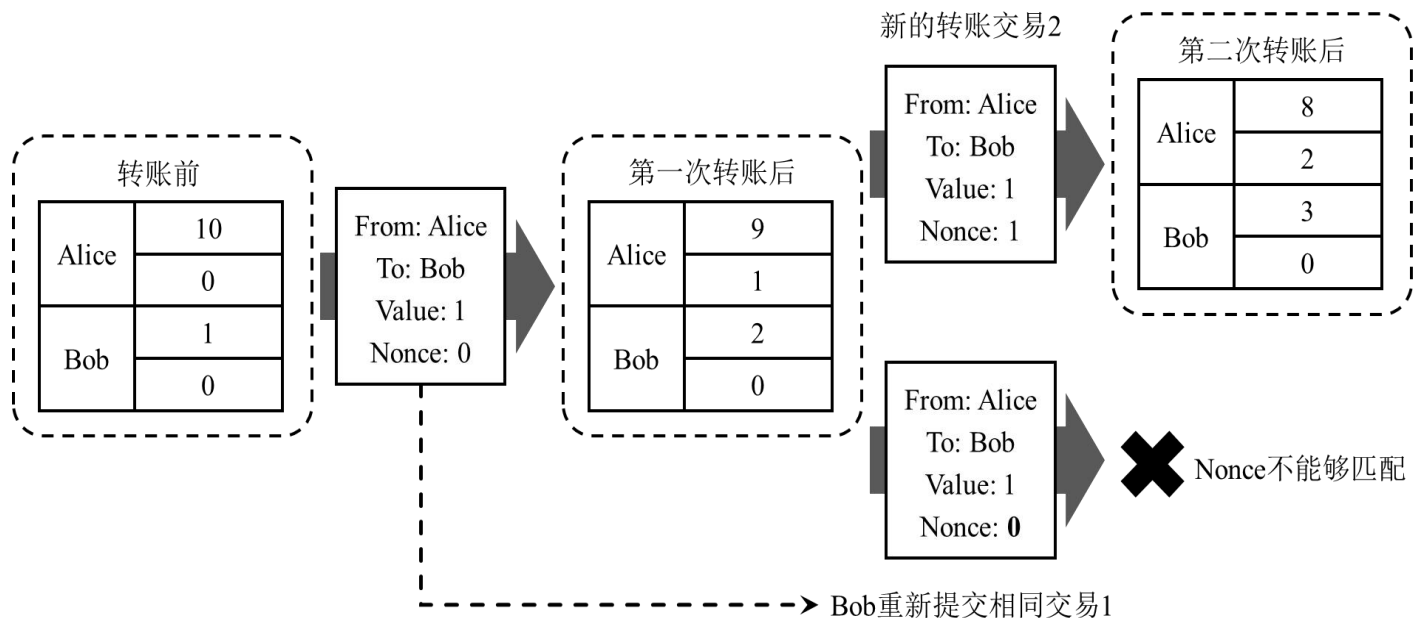 转账前
Alice
10
0
Bob
1
0
From: Alice
To: Bob
Value: 1
Nonce: 0
第一次转账后
Alice
9
1
Bob
2
0
新的转账交易2
From: Alice
To: Bob
Value: 1
Nonce: 1
第二次转账后
Alice
8
2
Bob
3
0
From: Alice
To: Bob
Value: 1
Nonce: 0
Nonce不能够匹配
Bob重新提交相同交易1